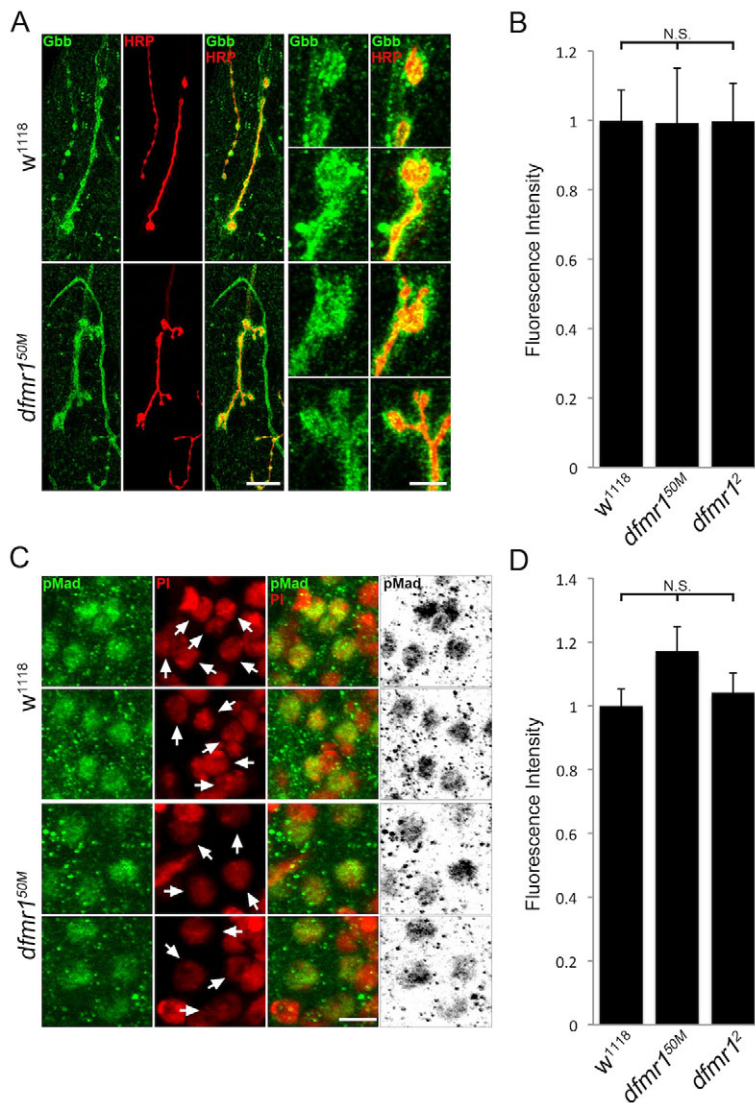 A
Gbb
HRP
Gbb
HRP
Gbb
Gbb
HRP
w1118
dfmr150M
B
N.S.
1.2
1
0.8
0.6
0.4
0.2
0
Fluorescence Intensity
w1118
dfmr150M
dfmr12
C
pMad
PI
pMad
PI
pMad
w1118
dfmr150M
D
N.S.
1.4
1.2
1
0.8
0.6
0.4
0.2
0
Fluorescence Intensity
w1118
dfmr150M
dfmr12